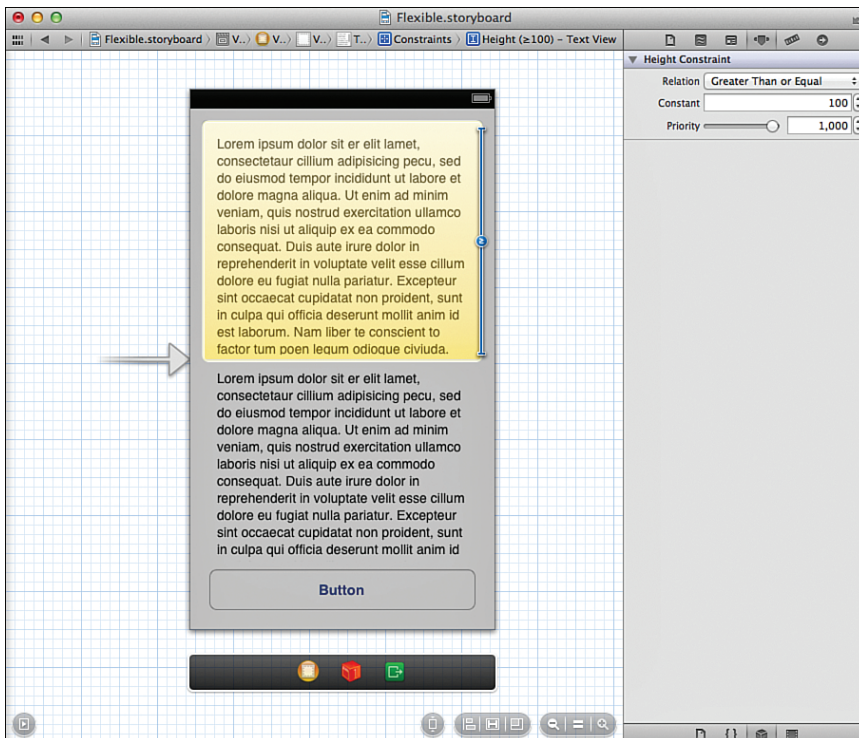 Flexible.storyboard
Flexible.storyboard V..) V..) V..) T..) Constraints Height (≥100) – Text View
Height Constraint
Relation Greater Than or Equal
Constant 100
Priority 1,000
Lorem ipsum dolor sit er elit lamet,
consectetaur cillium adipisicing pecu, sed
do eiusmod tempor incididunt ut labore et
dolore magna aliqua. Ut enim ad minim
veniam, quis nostrud exercitation ullamco
laboris nisi ut aliquip ex ea commodo
consequat. Duis aute irure dolor in
reprehenderit in voluptate velit esse cillum
dolore eu fugiat nulla pariatur. Excepteur
sint occaecat cupidatat non proident, sunt
in culpa qui officia deserunt mollit anim id
est laborum. Nam liber te conscient to
factor tum poen legum odioque civiuda.
Lorem ipsum dolor sit er elit lamet,
consectetaur cillium adipisicing pecu, sed
do eiusmod tempor incididunt ut labore et
dolore magna aliqua. Ut enim ad minim
veniam, quis nostrud exercitation ullamco
laboris nisi ut aliquip ex ea commodo
consequat. Duis aute irure dolor in
reprehenderit in voluptate velit esse cillum
dolore eu fugiat nulla pariatur. Excepteur
sint occaecat cupidatat non proident, sunt
in culpa qui officia deserunt mollit anim id
Button